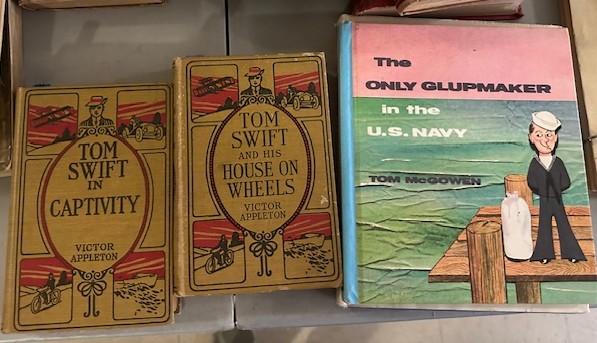 TOM
SWIFT
IN
CAPTIVITY
VICTOR
APPLETON
TOM
SWIFT
AND HIS
HOUSE ON
WHEELS
VICTOR
APPLETON
The
ONLY GLUPMAKER
in the
U.S. NAVY
TOM McGOWEN